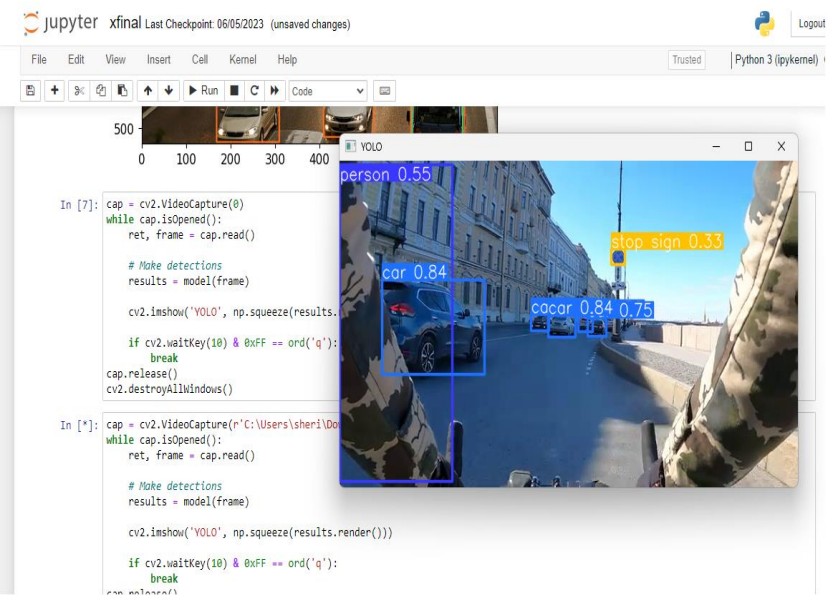 jupyter xfinal Last Checkpoint: 06/05/2023 (unsaved changes)
Logout
File Edit View Insert Cell Kernel Help
Trusted Python 3 (ipykernel)
Run Code
500
0 100 200 300 400
YOLO
person 0.55
stop sign 0.33
car 0.84
cacar 0.84 0.75
In [7]: cap = cv2.VideoCapture(0)
while cap.isOpened():
ret, frame = cap.read()
# Make detections
results = model(frame)
cv2.imshow('YOLO', np.squeeze(results.
if cv2.waitKey(10) & 0xFF == ord('q'):
break
cap.release()
cv2.destroyAllWindows()
In [*]: cap = cv2.VideoCapture(r'C:\Users\sheri\Do
while cap.isOpened():
ret, frame = cap.read()
# Make detections
results = model(frame)
cv2.imshow('YOLO', np.squeeze(results.render()))
if cv2.waitKey(10) & 0xFF == ord('q'):
break
cap.release()